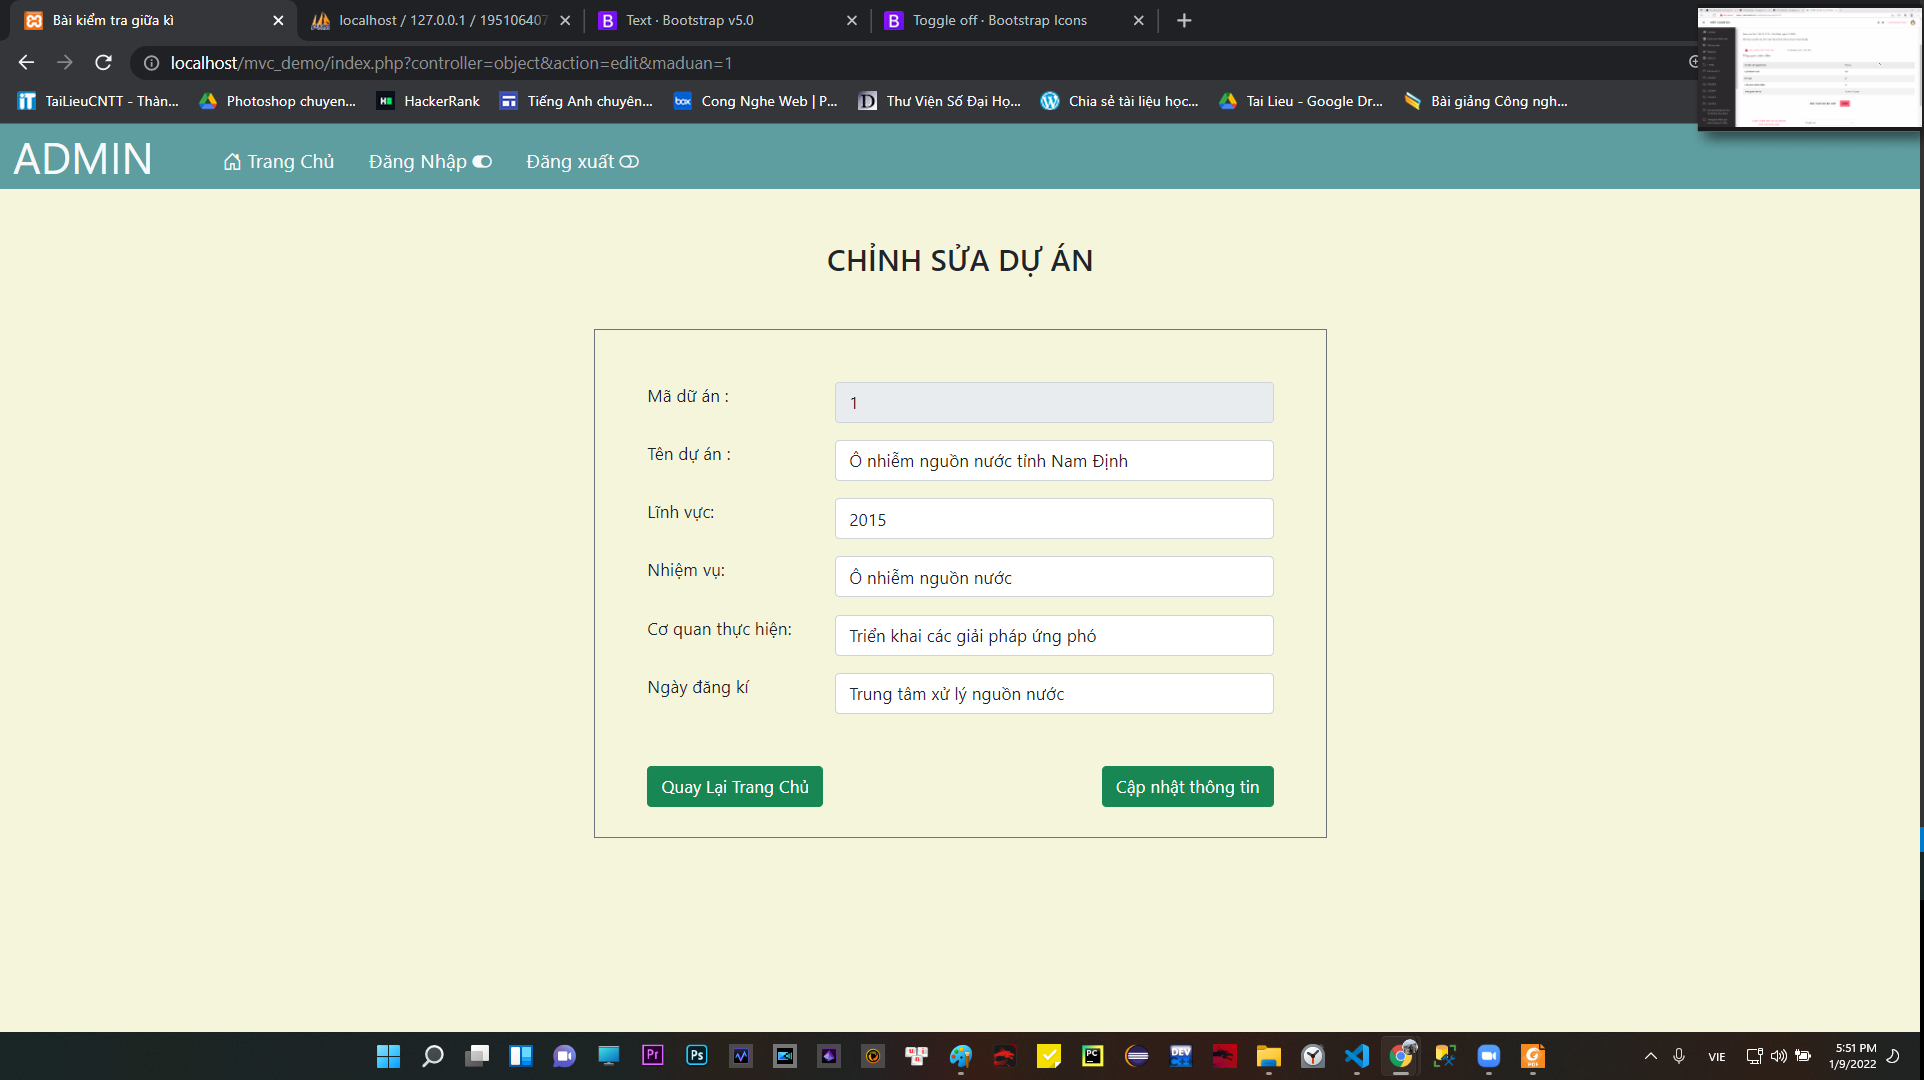 Bài kiểm tra giữa kì
localhost / 127.0.0.1 / 195106407
Text · Bootstrap v5.0
Toggle off · Bootstrap Icons
localhost/mvc_demo/index.php?controller=object&action=edit&maduan=1
TaiLieuCNTT - Thàn...
Photoshop chuyen...
HackerRank
Tiếng Anh chuyên...
Cong Nghe Web | P...
Thư Viện Số Đại Họ...
Chia sẻ tài liệu học...
Tai Lieu - Google Dr...
Bài giảng Công ngh...
ADMIN
Trang Chủ
Đăng Nhập
Đăng xuất
CHỈNH SỬA DỰ ÁN
Mã dữ án :
1
Tên dự án :
Ô nhiễm nguồn nước tỉnh Nam Định
Lĩnh vực:
2015
Nhiệm vụ:
Ô nhiễm nguồn nước
Cơ quan thực hiện:
Triển khai các giải pháp ứng phó
Ngày đăng kí
Trung tâm xử lý nguồn nước
Quay Lại Trang Chủ
Cập nhật thông tin
VIE
5:51 PM
1/9/2022